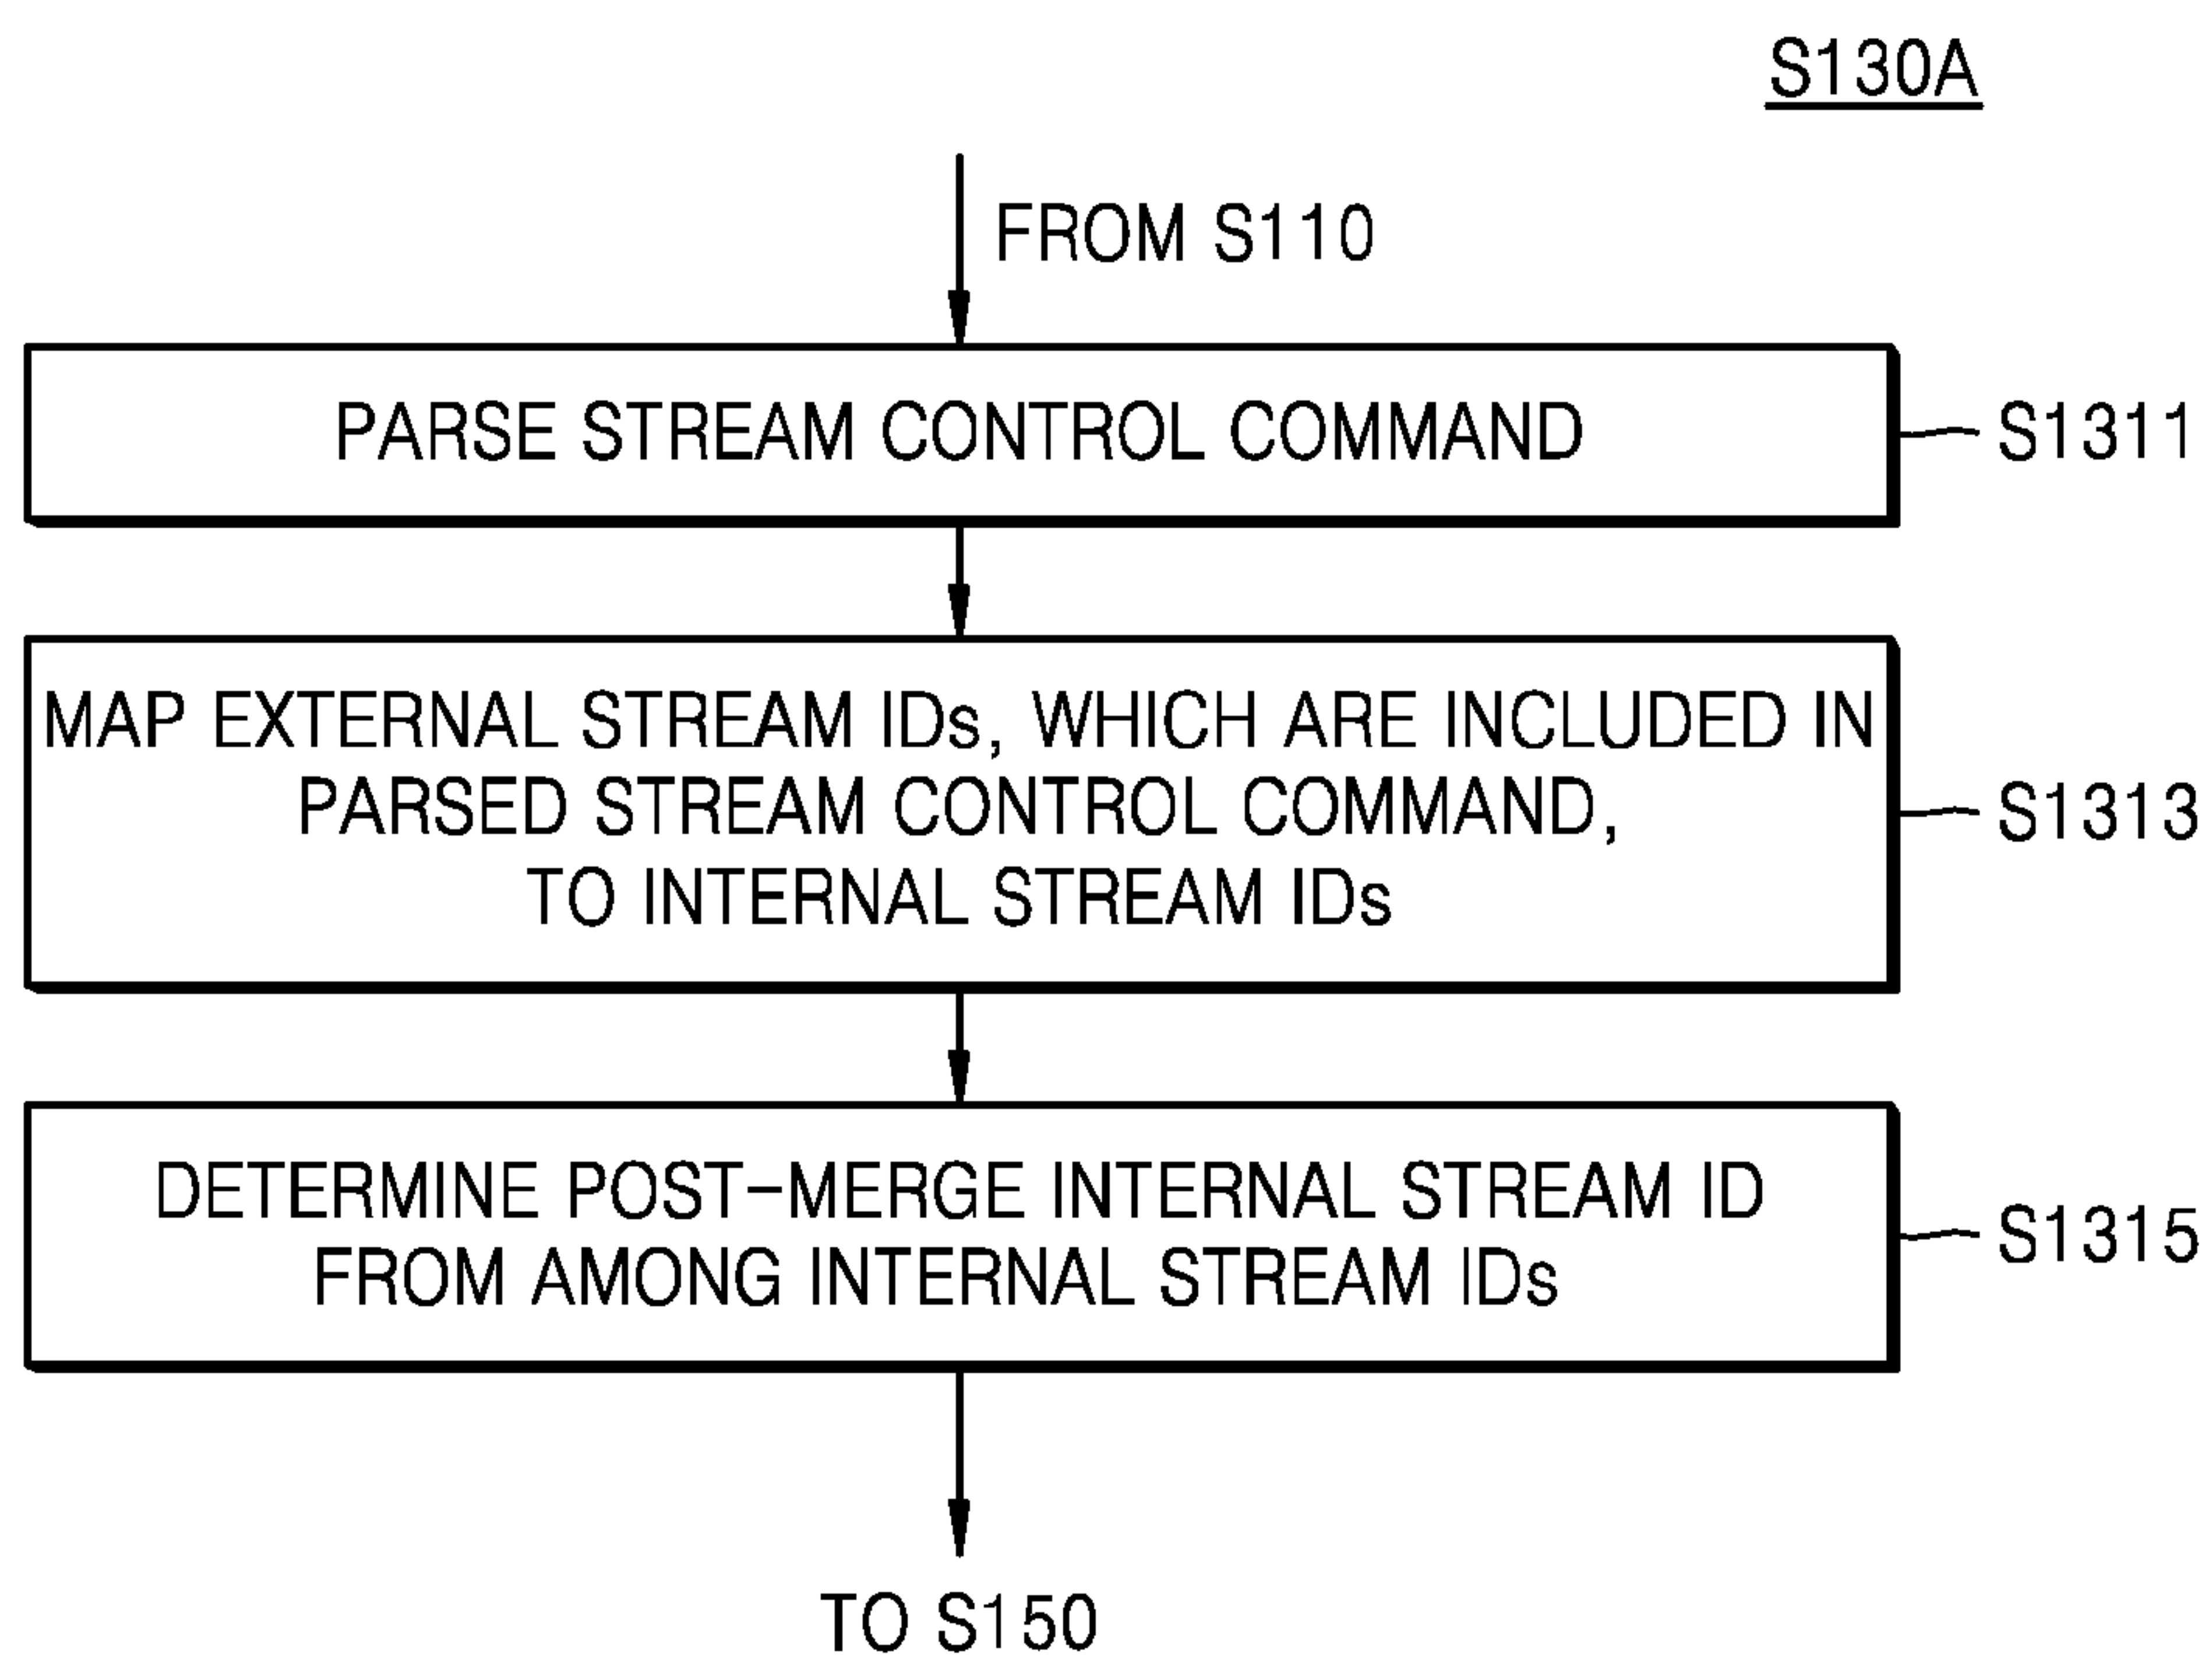 S130A
FROM S110
PARSE STREAM CONTROL COMMAND
S1311
MAP EXTERNAL STREAM IDs, WHICH ARE INCLUDED IN
PARSED STREAM CONTROL COMMAND,
TO INTERNAL STREAM IDs
S1313
DETERMINE POST-MERGE INTERNAL STREAM ID
FROM AMONG INTERNAL STREAM IDs
S1315
TO S150